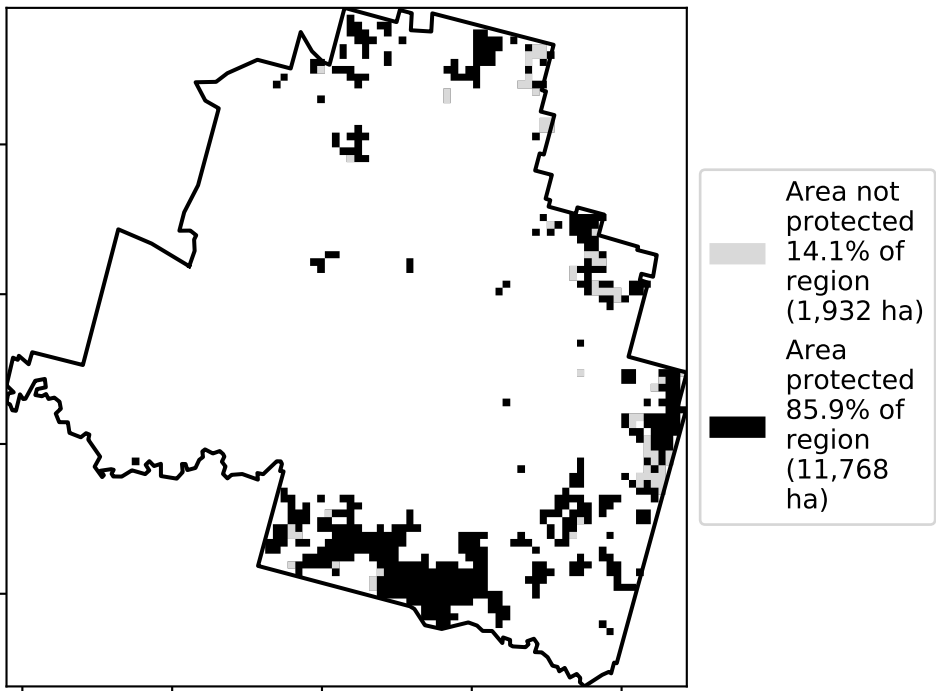 Area not
protected
14.1% of
region
(1,932 ha)
Area
protected
85.9% of
region
(11,768
ha)